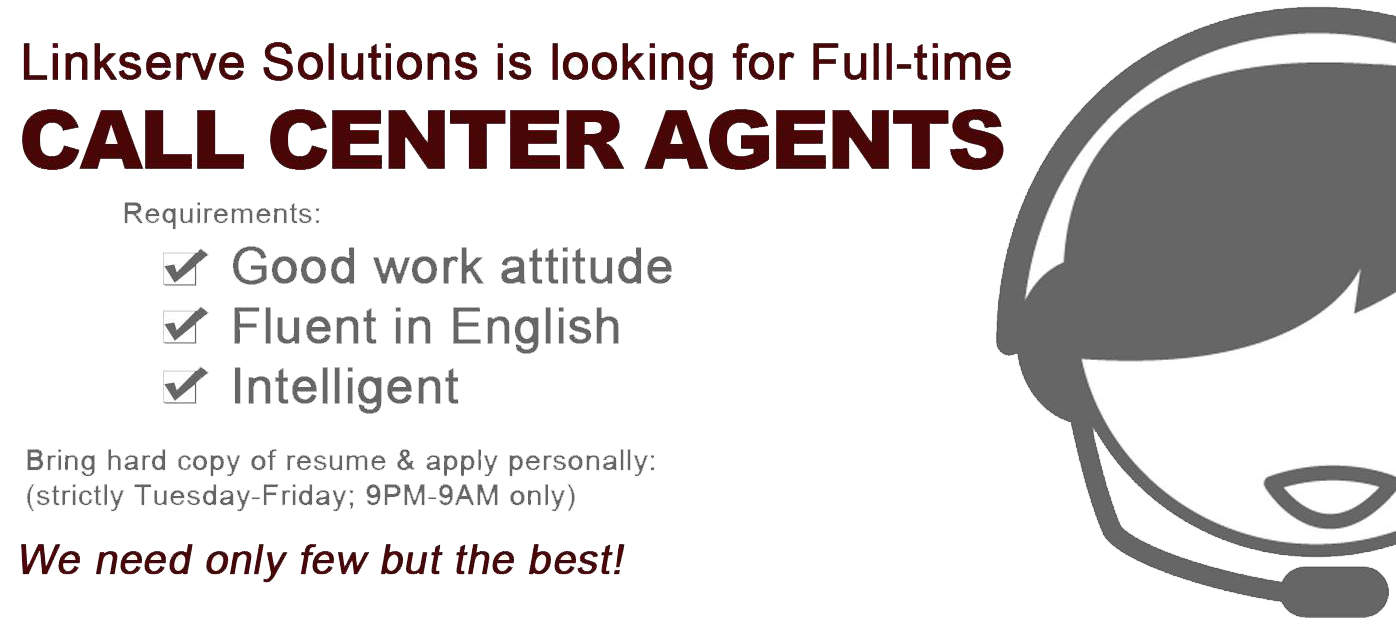 Linkserve Solutions is looking for Full-time
CALL CENTER AGENTS
Requirements:
Good work attitude
Fluent in English
Intelligent
Bring hard copy of resume & apply personally:
(strictly Tuesday-Friday; 9PM-9AM only)
We need only few but the best!